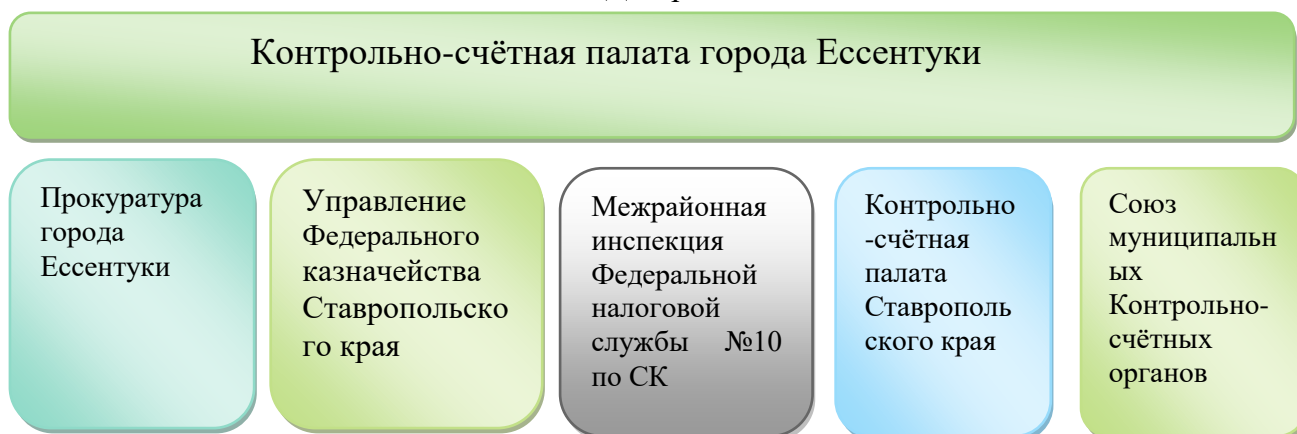 Контрольно-счётная палата города Ессентуки
Прокуратура
города
Ессентуки
Управление
Федерального
казначейства
Ставропольско
го края
Межрайонная
инспекция
Федеральной
налоговой
службы №10
по СК
Контрольно
-счётная
палата
Ставрополь
ского края
Союз
муниципальн
ых
Контрольно-
счётных
органов